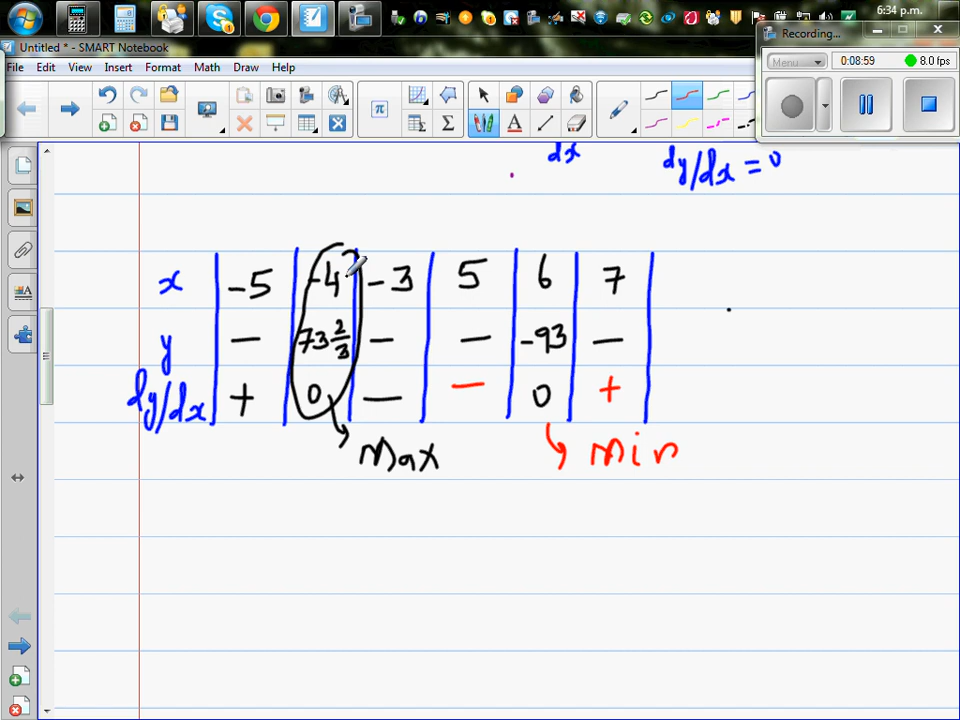 6:34 p.m.
Untitled * - SMART Notebook
Recording...
File Edit View Insert Format Math Draw Help
Menu 0:08:59 8.0 fps
dx dy/dx = 0
x -5 -4 -3 5 6 7
y — 73 2/3 — — -93 —
dy/dx + 0 — — 0 +
Max Min